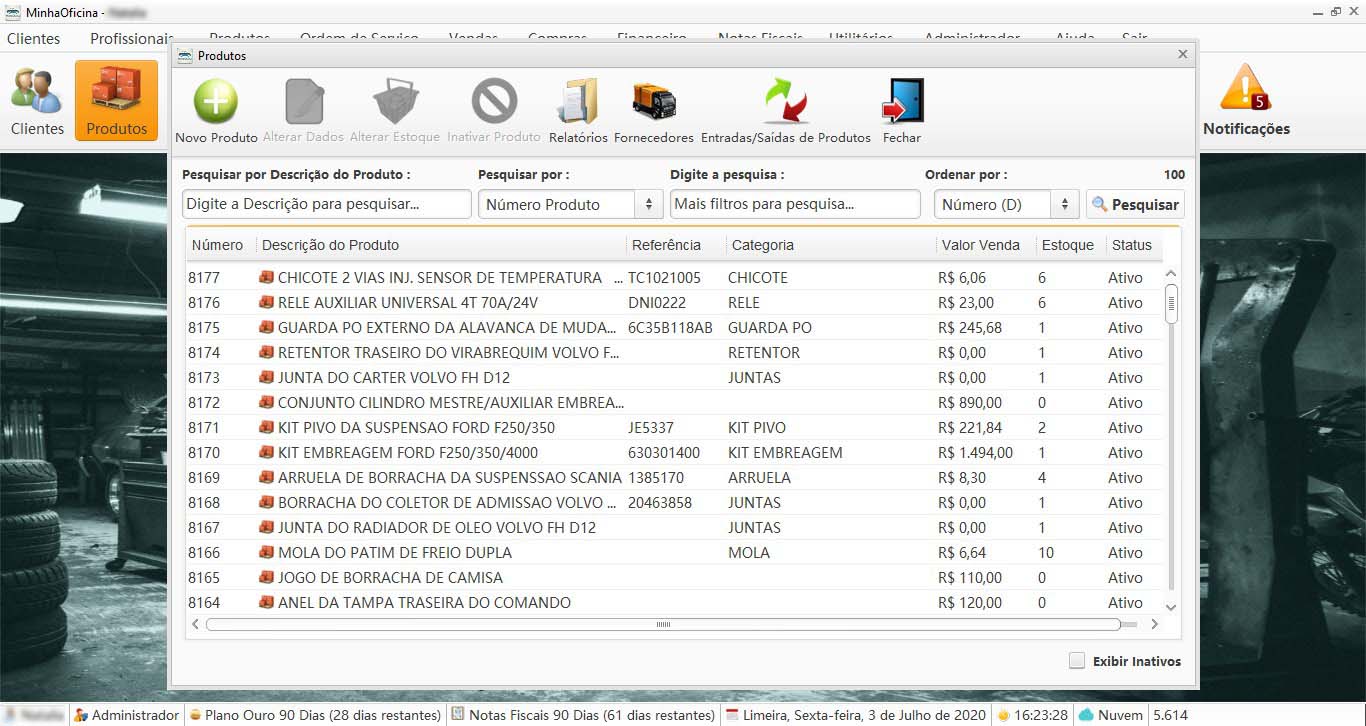 MinhaOficina -
Clientes Profissionais Produtos Ordem de Serviço Vendas Compras Financeiro Notas Fiscais Utilitários Administrador Ajuda Sair
Produtos
Clientes Produtos
Novo Produto Alterar Dados Alterar Estoque Inativar Produto Relatórios Fornecedores Entradas/Saídas de Produtos Fechar
5
Notificações
Pesquisar por Descrição do Produto : Pesquisar por : Digite a pesquisa : Ordenar por : 100
Digite a Descrição para pesquisar... Número Produto Mais filtros para pesquisa... Número (D) Pesquisar
Número Descrição do Produto Referência Categoria Valor Venda Estoque Status
8177 CHICOTE 2 VIAS INJ. SENSOR DE TEMPERATURA ... TC1021005 CHICOTE R$ 6,06 6 Ativo
8176 RELE AUXILIAR UNIVERSAL 4T 70A/24V DNI0222 RELE R$ 23,00 6 Ativo
8175 GUARDA PO EXTERNO DA ALAVANCA DE MUDA... 6C35B118AB GUARDA PO R$ 245,68 1 Ativo
8174 RETENTOR TRASEIRO DO VIRABREQUIM VOLVO F... RETENTOR R$ 0,00 1 Ativo
8173 JUNTA DO CARTER VOLVO FH D12 JUNTAS R$ 0,00 1 Ativo
8172 CONJUNTO CILINDRO MESTRE/AUXILIAR EMBREA... R$ 890,00 0 Ativo
8171 KIT PIVO DA SUSPENSAO FORD F250/350 JE5337 KIT PIVO R$ 221,84 2 Ativo
8170 KIT EMBREAGEM FORD F250/350/4000 630301400 KIT EMBREAGEM R$ 1.494,00 1 Ativo
8169 ARRUELA DE BORRACHA DA SUSPENSSAO SCANIA 1385170 ARRUELA R$ 8,30 4 Ativo
8168 BORRACHA DO COLETOR DE ADMISSAO VOLVO ... 20463858 JUNTAS R$ 0,00 1 Ativo
8167 JUNTA DO RADIADOR DE OLEO VOLVO FH D12 JUNTAS R$ 0,00 1 Ativo
8166 MOLA DO PATIM DE FREIO DUPLA MOLA R$ 6,64 10 Ativo
8165 JOGO DE BORRACHA DE CAMISA R$ 110,00 0 Ativo
8164 ANEL DA TAMPA TRASEIRA DO COMANDO R$ 120,00 0 Ativo
Exibir Inativos
Administrador Plano Ouro 90 Dias (28 dias restantes) Notas Fiscais 90 Dias (61 dias restantes) Limeira, Sexta-feira, 3 de Julho de 2020 16:23:28 Nuvem 5.614